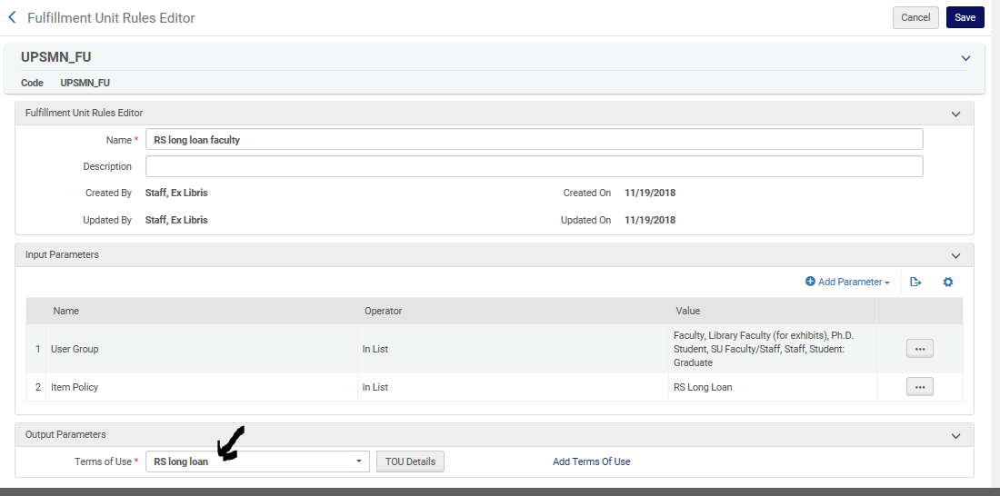 Fulfillment Unit Rules Editor
Cancel
Save
UPSMN_FU
Code UPSMN_FU
Fulfillment Unit Rules Editor
Name * RS long loan faculty
Description
Created By Staff, Ex Libris Created On 11/19/2018
Updated By Staff, Ex Libris Updated On 11/19/2018
Input Parameters
Add Parameter
Name Operator Value
1 User Group In List Faculty, Library Faculty (for exhibits), Ph.D.
Student, SU Faculty/Staff, Staff, Student:
Graduate
2 Item Policy In List RS Long Loan
Output Parameters
Terms of Use * RS long loan TOU Details Add Terms Of Use